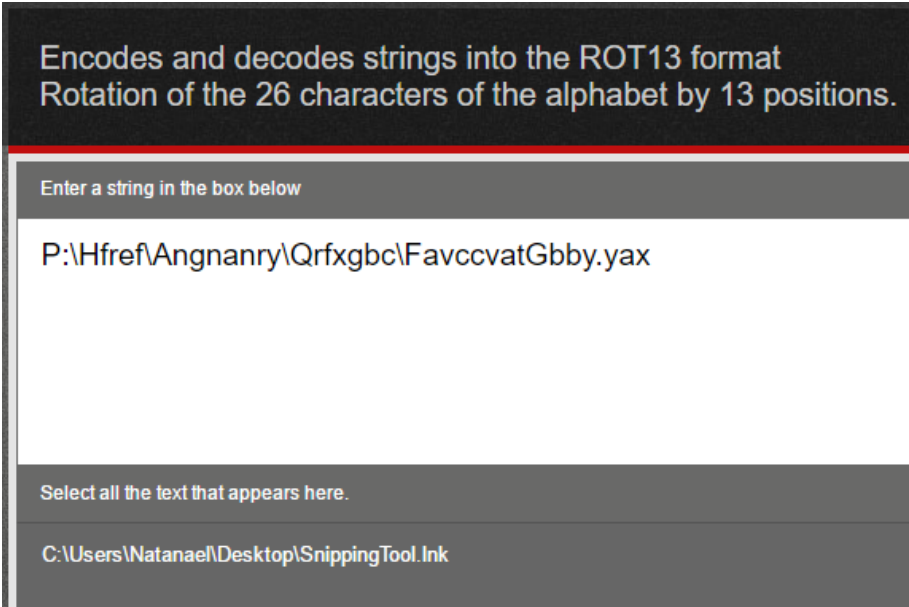 Encodes and decodes strings into the ROT13 format
Rotation of the 26 characters of the alphabet by 13 positions.
Enter a string in the box below
P:\Hfref\Angnanry\Qrfxgbc\FavccvatGbby.yax
Select all the text that appears here.
C:\Users\Natanael\Desktop\SnippingTool.lnk